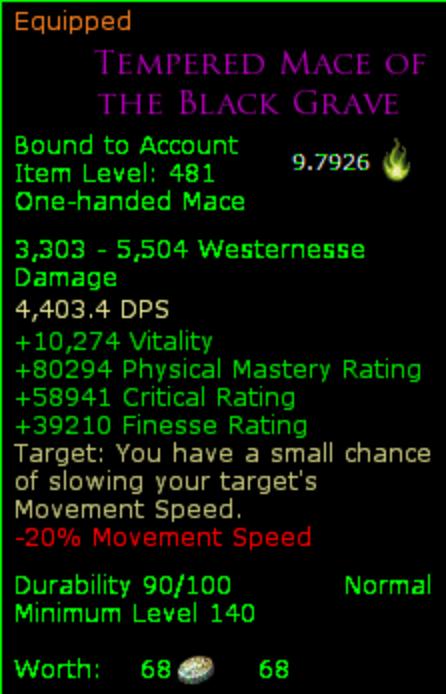 Equipped
Tempered Mace of
the Black Grave
Bound to Account
9.7926
Item Level: 481
One-handed Mace
3,303 - 5,504 Westernesse
Damage
4,403.4 DPS
+10,274 Vitality
+80294 Physical Mastery Rating
+58941 Critical Rating
+39210 Finesse Rating
Target: You have a small chance
of slowing your target's
Movement Speed.
-20% Movement Speed
Durability 90/100 Normal
Minimum Level 140
Worth: 68 68